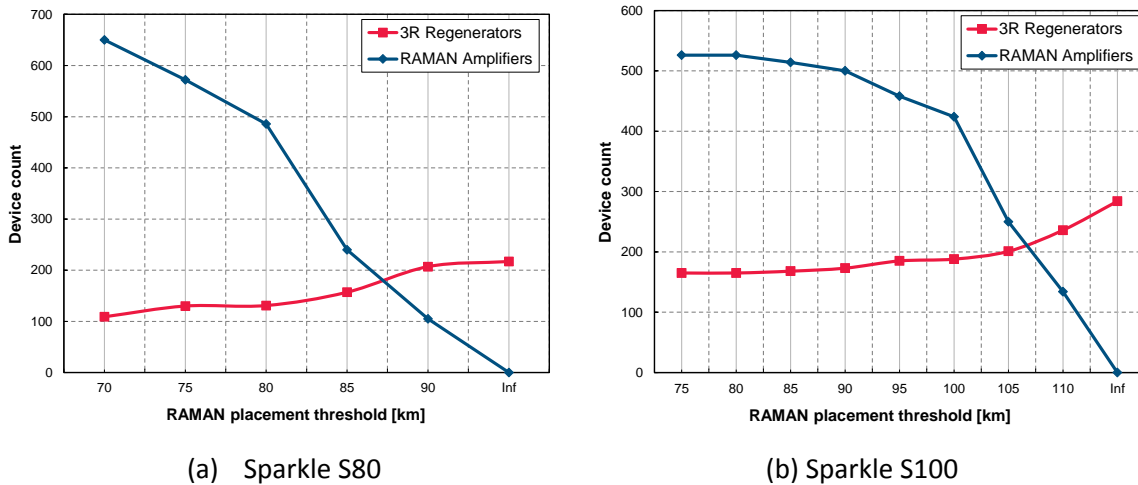 700
600
500
400
300
200
100
0
Device count
3R Regenerators
RAMAN Amplifiers
70 75 80 85 90 Inf
RAMAN placement threshold [km]
(a) Sparkle S80
600
500
400
300
200
100
0
Device count
3R Regenerators
RAMAN Amplifiers
75 80 85 90 95 100 105 110 Inf
RAMAN placement threshold [km]
(b) Sparkle S100